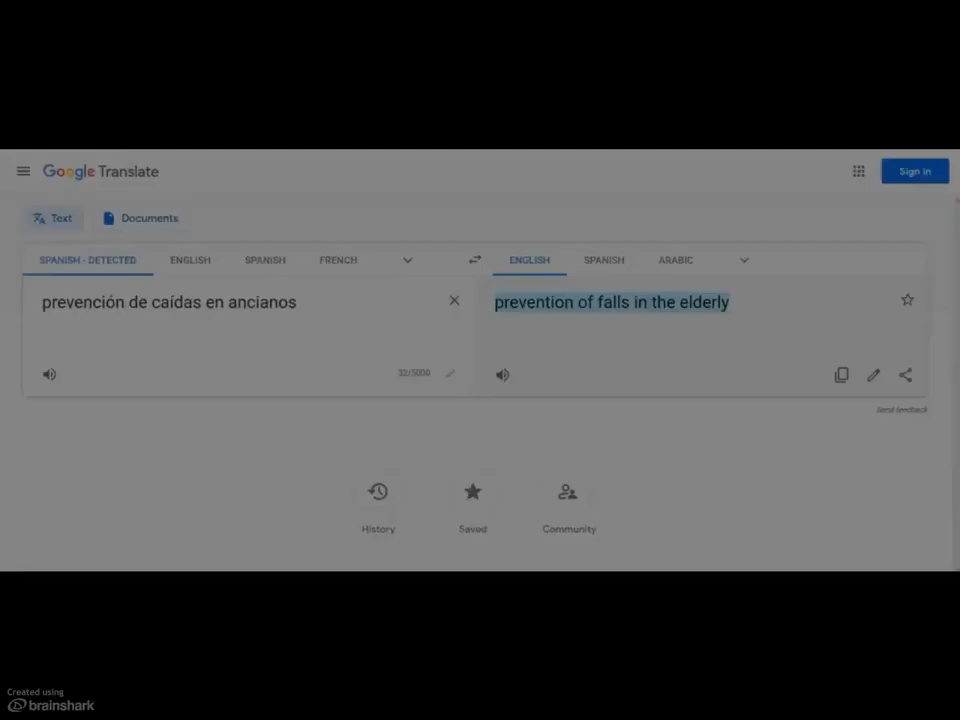 Google Translate
Sign in
Text
Documents
SPANISH - DETECTED ENGLISH SPANISH FRENCH
ENGLISH SPANISH ARABIC
prevención de caídas en ancianos
prevention of falls in the elderly
32/5000
Send feedback
History
Saved
Community
Created using
brainshark